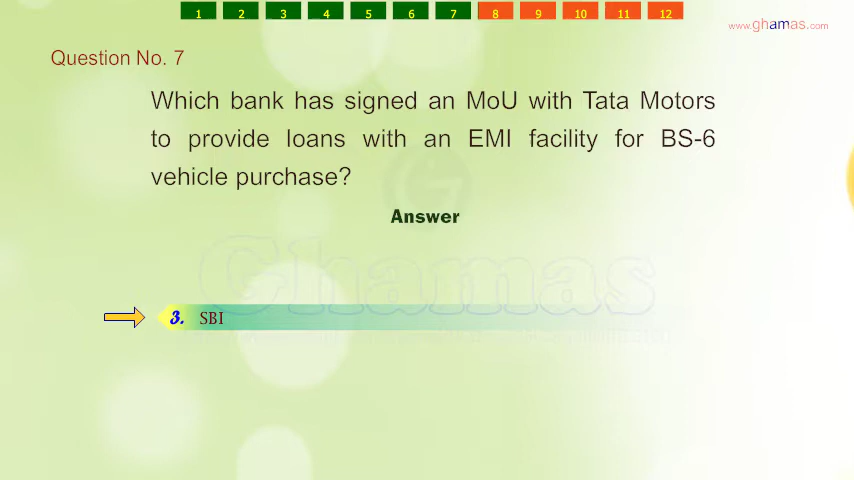 1 2 3 4 5 6 7 8 9 10 11 12
www.ghamas.com
Question No. 7
Which bank has signed an MoU with Tata Motors
to provide loans with an EMI facility for BS-6
vehicle purchase?
Answer
Ghamas
3. SBI